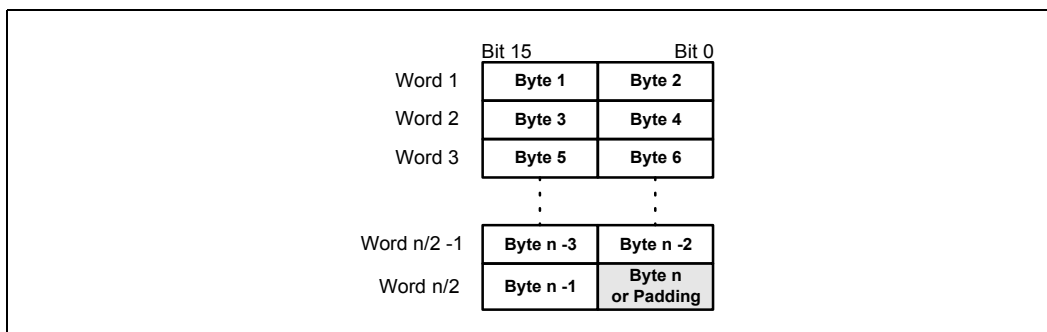 Bit 15 Bit 0
Word 1 Byte 1 Byte 2
Word 2 Byte 3 Byte 4
Word 3 Byte 5 Byte 6
Word n/2 -1 Byte n -3 Byte n -2
Word n/2 Byte n -1 Byte n
or Padding